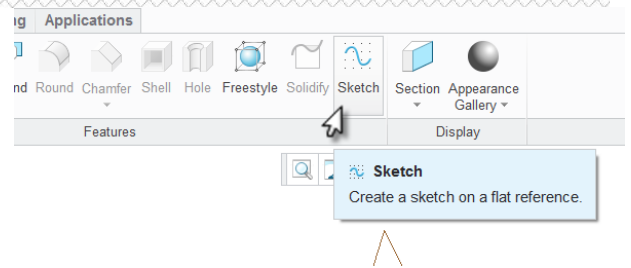 ng Applications
nd Round Chamfer Shell Hole Freestyle Solidify Sketch Section Appearance
Gallery
Features Display
Sketch
Create a sketch on a flat reference.